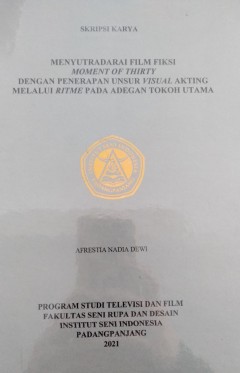 SKRIPSI KARYA
MENYUTRADARAI FILM FIKSI
MOMENT OF THIRTY
DENGAN PENERAPAN UNSUR VISUAL AKTING
MELALUI RITME PADA ADEGAN TOKOH UTAMA
AFRESTIA NADIA DEWI
PROGRAM STUDI TELEVISI DAN FILM
FAKULTAS SENI RUPA DAN DESAIN
INSTITUT SENI INDONESIA
PADANGPANJANG
2021